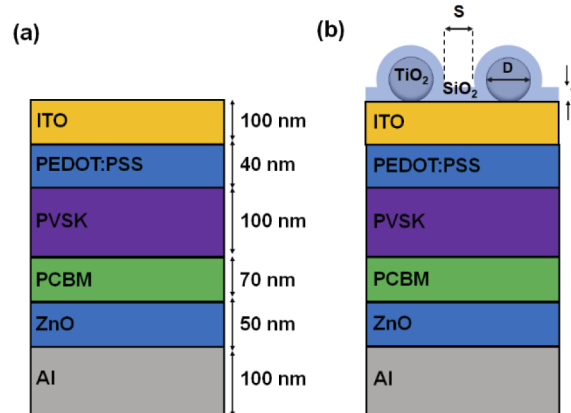 (a)
ITO
100 nm
PEDOT:PSS
40 nm
PVSK
100 nm
PCBM
70 nm
ZnO
50 nm
Al
100 nm
(b)
S
TiO₂
SiO₂
D
ITO
PEDOT:PSS
PVSK
PCBM
ZnO
Al